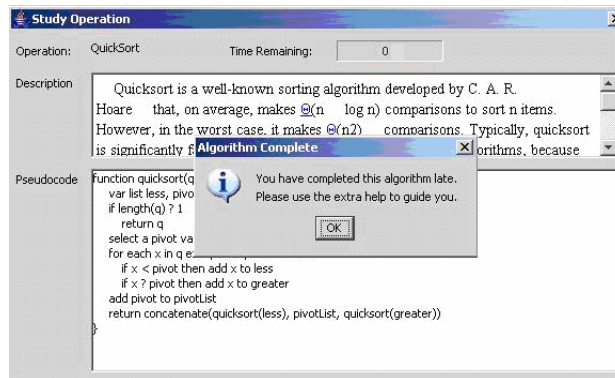 Study Operation
Operation: QuickSort Time Remaining: 0
Description
Quicksort is a well-known sorting algorithm developed by C. A. R.
Hoare that, on average, makes Θ(n log n) comparisons to sort n items.
However, in the worst case, it makes Θ(n2) comparisons. Typically, quicksort
is significantly orithms, because
Algorithm Complete
You have completed this algorithm late.
Please use the extra help to guide you.
OK
Pseudocode
function quicksort(q
var list less, pivo
if length(q) ? 1
return q
select a pivot va
for each x in q
if x < pivot then add x to less
if x ? pivot then add x to greater
add pivot to pivotList
return concatenate(quicksort(less), pivotList, quicksort(greater))
}